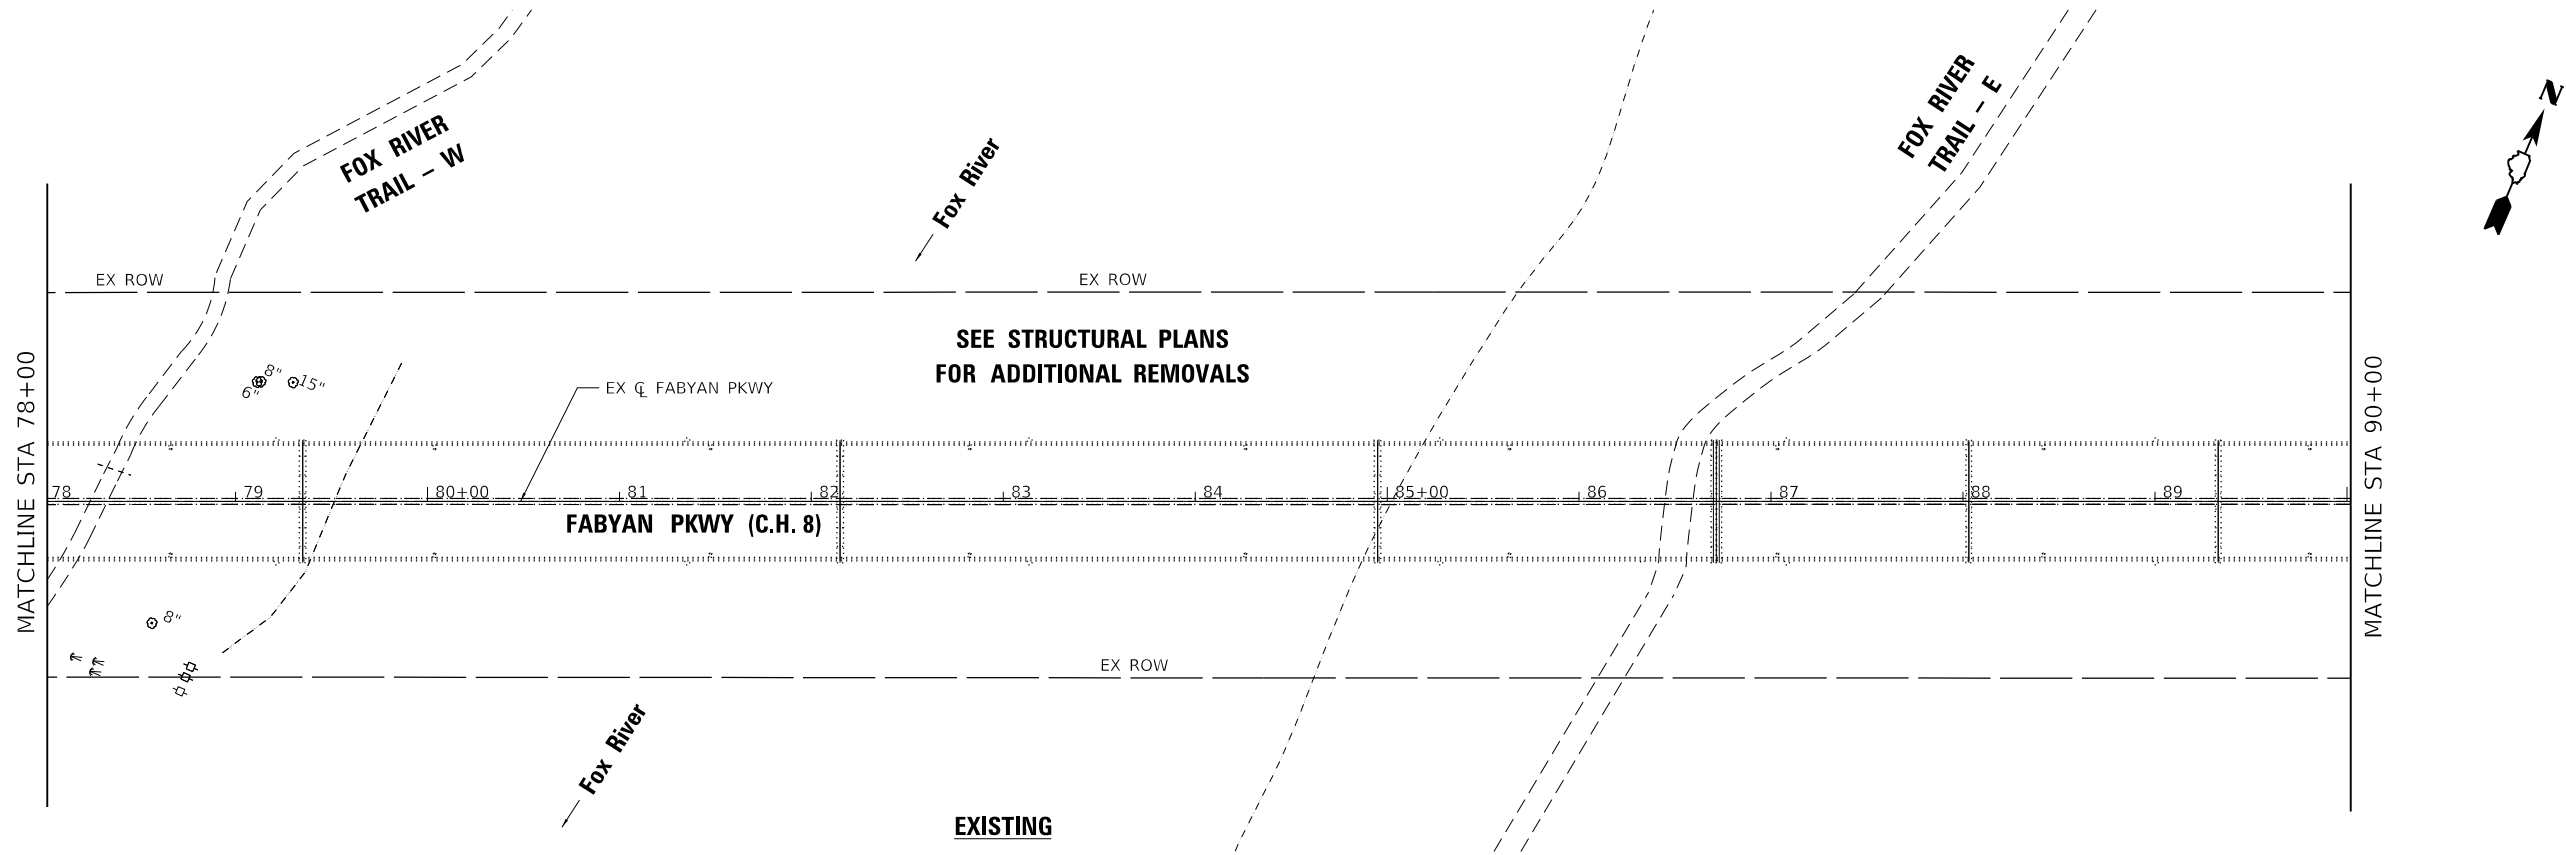 FOX RIVER
TRAIL – W
Fox River
FOX RIVER
TRAIL – E
N
EX ROW
EX ROW
SEE STRUCTURAL PLANS
FOR ADDITIONAL REMOVALS
MATCHLINE STA 78+00
MATCHLINE STA 90+00
6"
8"
15"
EX ℄ FABYAN PKWY
78
79
80+00
81
82
83
84
85+00
86
87
88
89
FABYAN PKWY (C.H. 8)
8"
EX ROW
Fox River
EXISTING